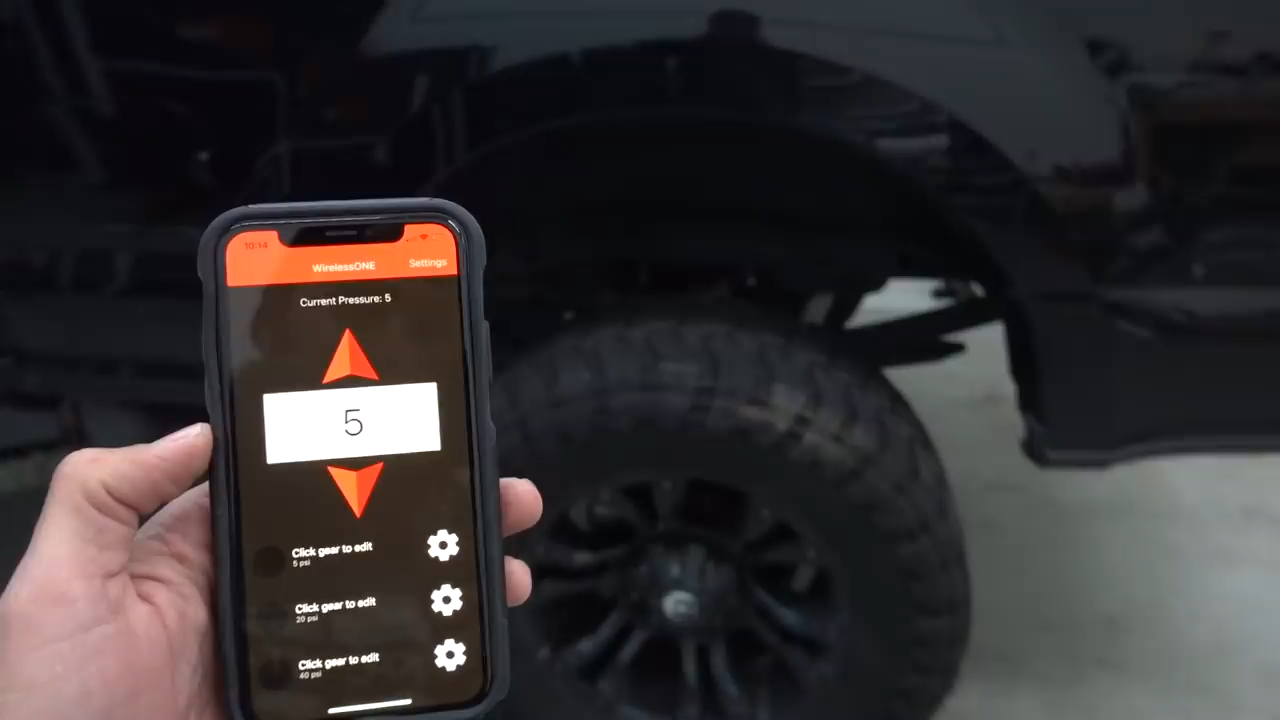 10:14
WirelessONE
Settings
Current Pressure: 5
5
Click gear to edit
5 psi
Click gear to edit
20 psi
Click gear to edit
40 psi